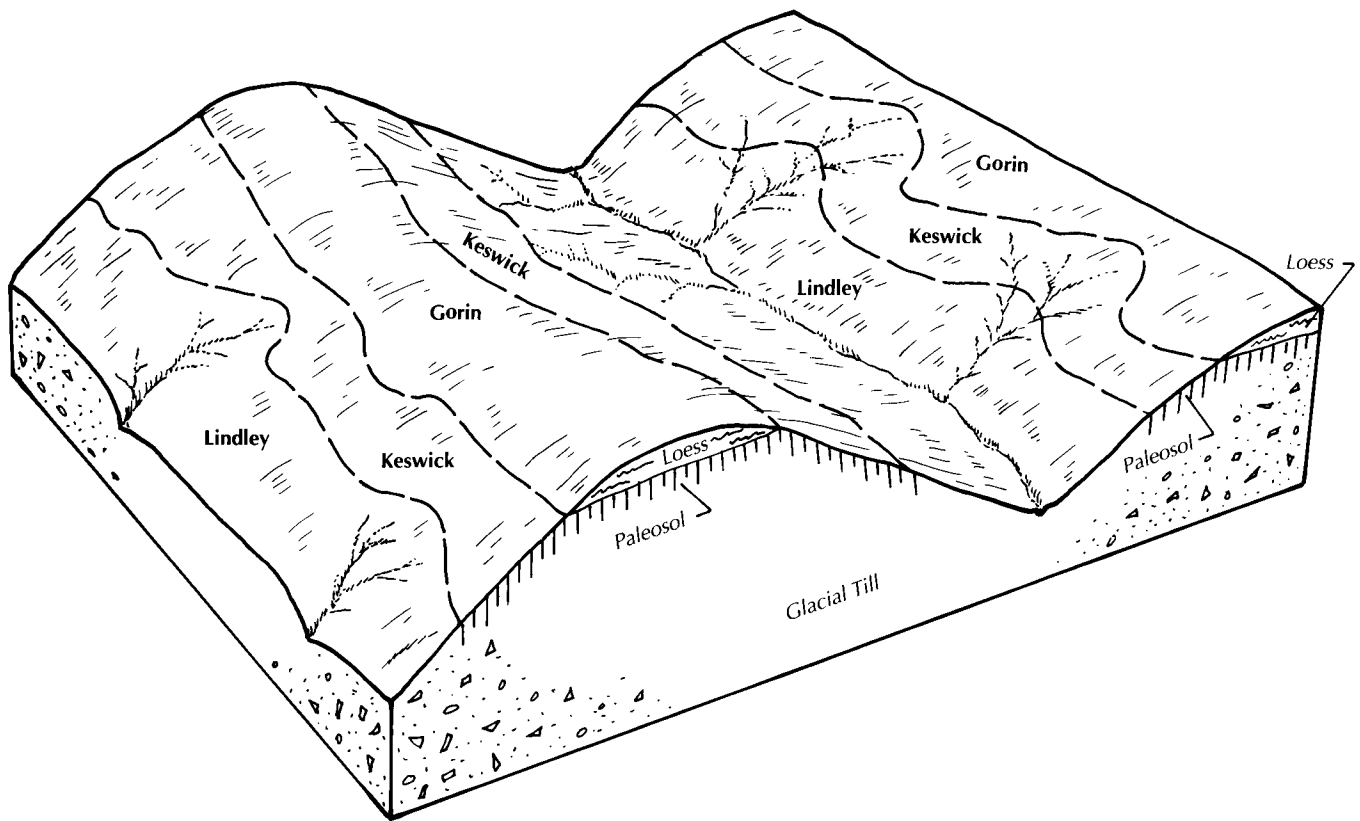 Gorin
Keswick
Loess
Keswick
Lindley
Gorin
Lindley
Keswick
Loess
Paleosol
Paleosol
Glacial Till